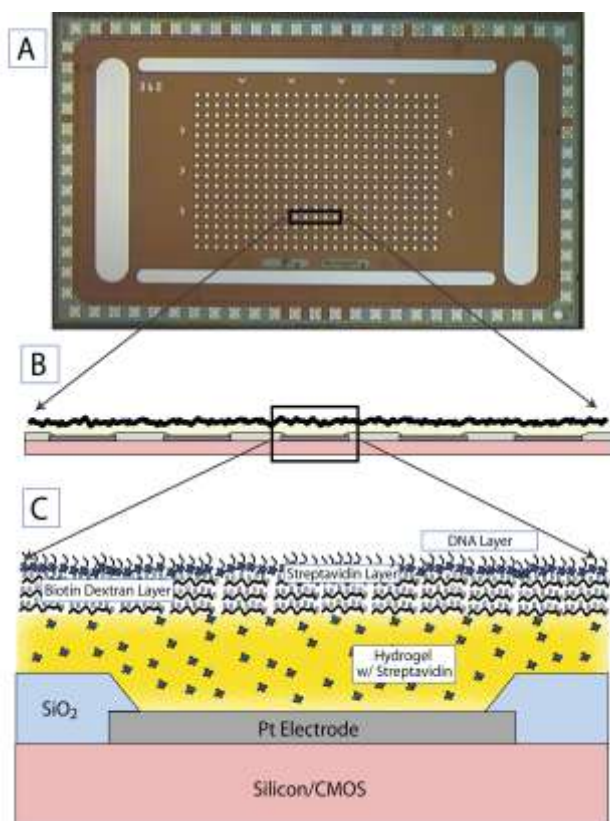 A
B
C
DNA Layer
Streptavidin Layer
Biotin Dextran Layer
Hydrogel
w/ Streptavidin
SiO2
Pt Electrode
Silicon/CMOS